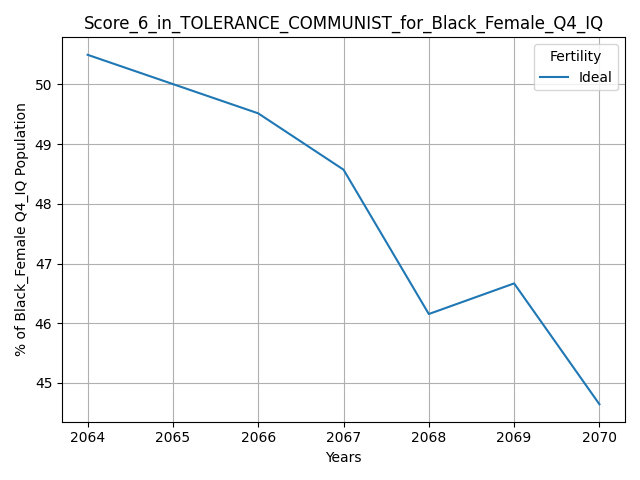 Score_6_in_TOLERANCE_COMMUNIST_for_Black_Female_Q4_IQ
Fertility
Ideal
% of Black_Female Q4_IQ Population
50
49
48
47
46
45
2064 2065 2066 2067 2068 2069 2070
Years